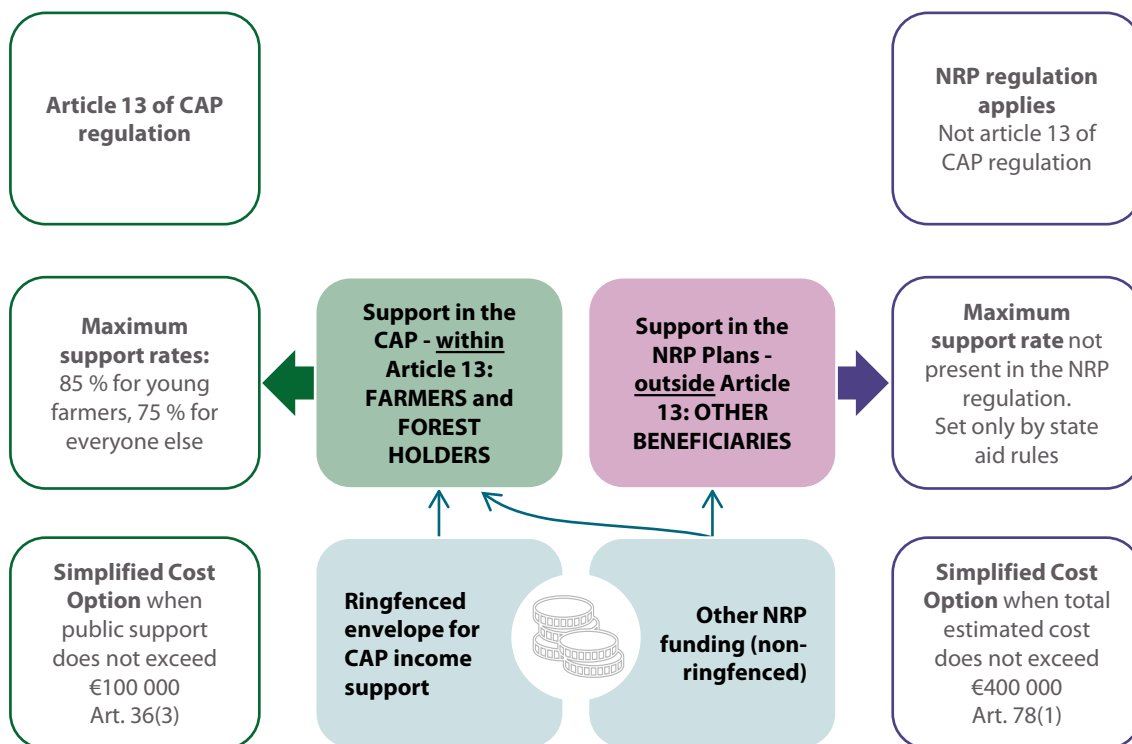 Article 13 of CAP
regulation
NRP regulation
applies
Not article 13 of
CAP regulation
Maximum
support rates:
85 % for young
farmers, 75 % for
everyone else
Support in the
CAP - within
Article 13:
FARMERS and
FOREST
HOLDERS
Support in the
NRP Plans -
outside Article
13: OTHER
BENEFICIARIES
Maximum
support rate not
present in the NRP
regulation.
Set only by state
aid rules
Simplified Cost
Option when
public support
does not exceed
€100 000
Art. 36(3)
Ringfenced
envelope for
CAP income
support
Other NRP
funding (non-
ringfenced)
Simplified Cost
Option when total
estimated cost
does not exceed
€400 000
Art. 78(1)